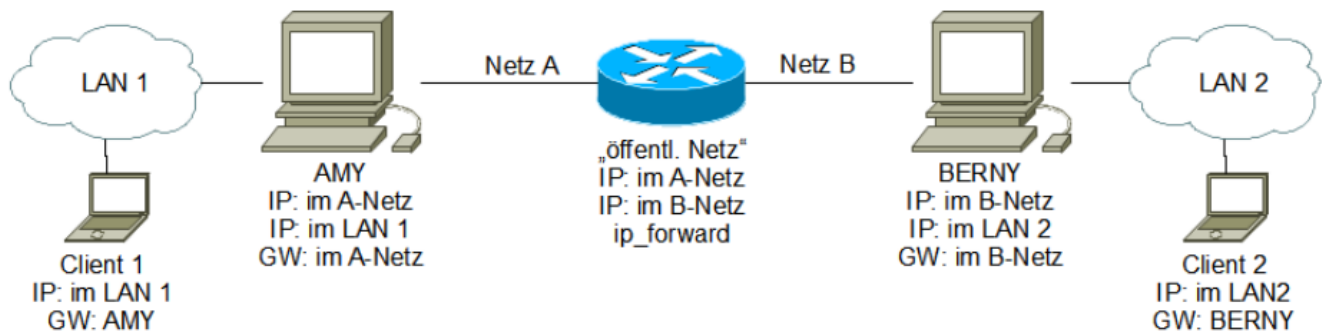 LAN 1
Netz A
Netz B
LAN 2
Client 1
IP: im LAN 1
GW: AMY
AMY
IP: im A-Netz
IP: im LAN 1
GW: im A-Netz
„öffentl. Netz“
IP: im A-Netz
IP: im B-Netz
ip_forward
BERNY
IP: im B-Netz
IP: im LAN 2
GW: im B-Netz
Client 2
IP: im LAN2
GW: BERNY